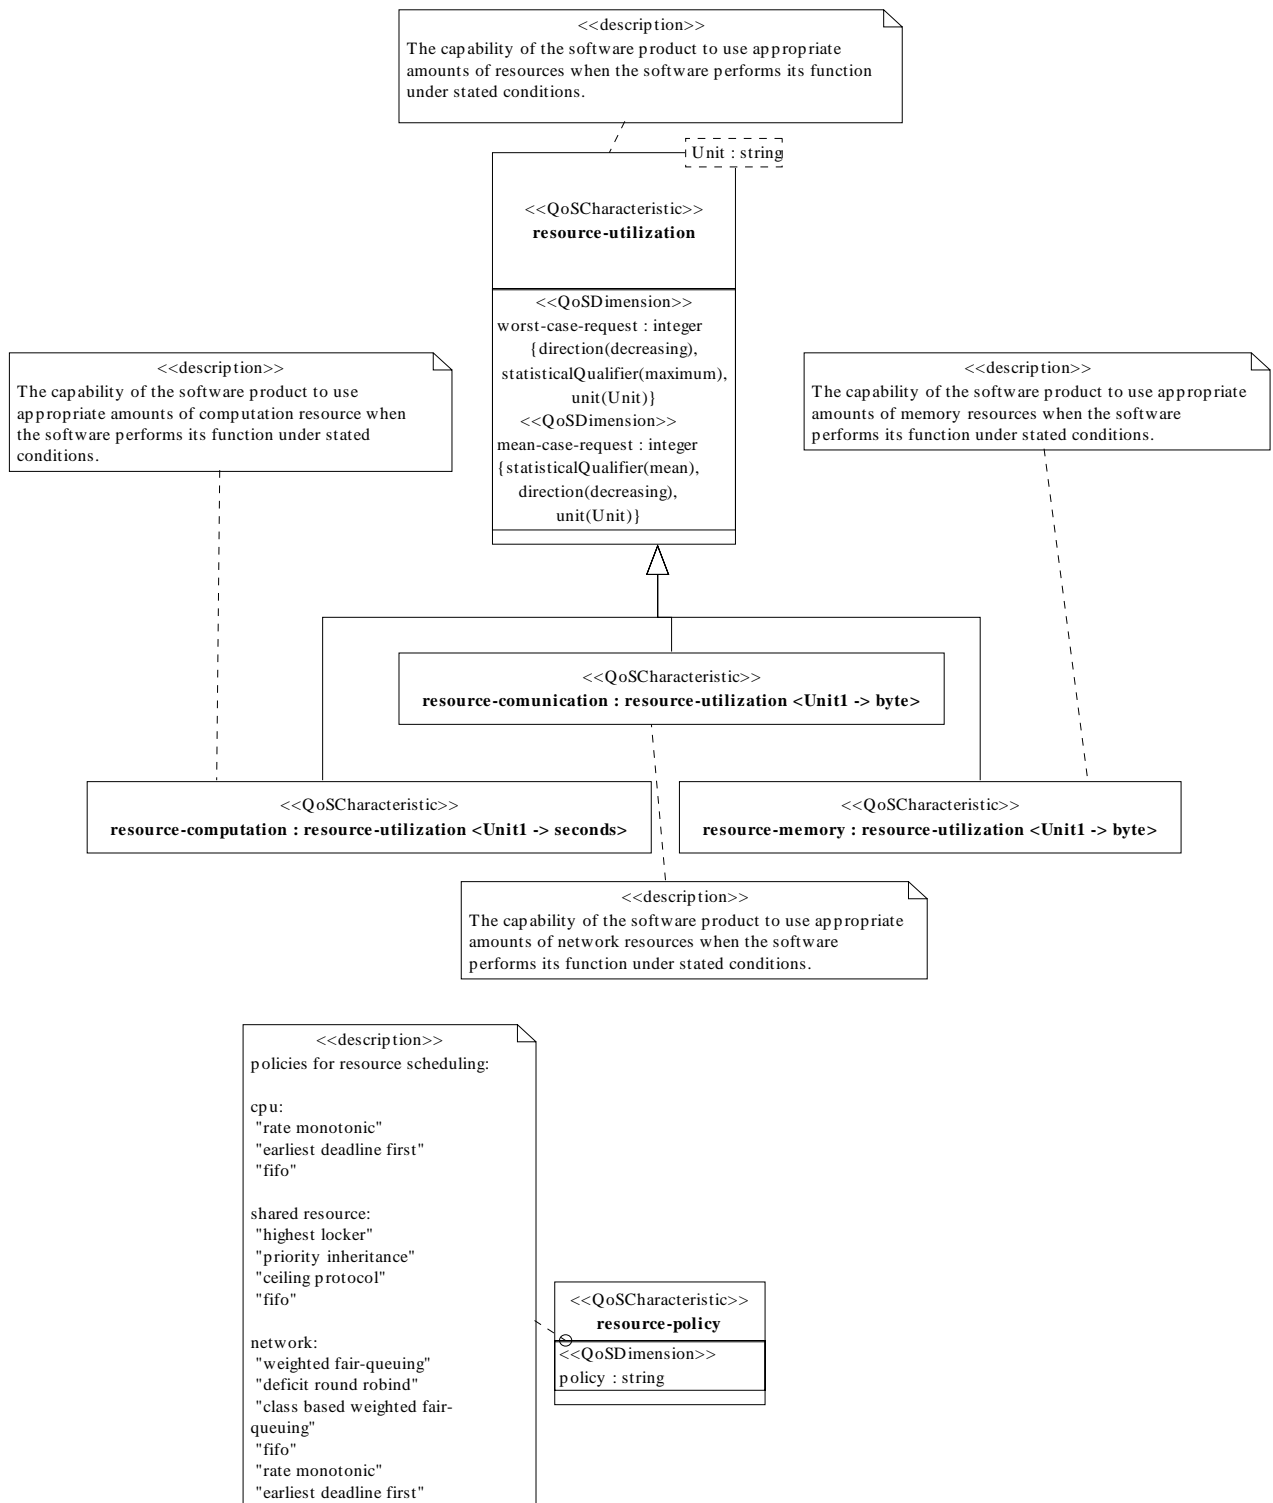 <<description>>
The capability of the software product to use appropriate
amounts of resources when the software performs its function
under stated conditions.
Unit : string
<<QoSCharacteristic>>
resource-utilization
<<QoSDimension>>
worst-case-request : integer
{direction(decreasing),
statisticalQualifier(maximum),
unit(Unit)}
<<QoSDimension>>
mean-case-request : integer
{statisticalQualifier(mean),
direction(decreasing),
unit(Unit)}
<<description>>
The capability of the software product to use
appropriate amounts of computation resource when
the software performs its function under stated
conditions.
<<description>>
The capability of the software product to use appropriate
amounts of memory resources when the software
performs its function under stated conditions.
<<QoSCharacteristic>>
resource-comunication : resource-utilization <Unit1 -> byte>
<<QoSCharacteristic>>
resource-computation : resource-utilization <Unit1 -> seconds>
<<QoSCharacteristic>>
resource-memory : resource-utilization <Unit1 -> byte>
<<description>>
The capability of the software product to use appropriate
amounts of network resources when the software
performs its function under stated conditions.
<<description>>
policies for resource scheduling:
cpu:
"rate monotonic"
"earliest deadline first"
"fifo"
shared resource:
"highest locker"
"priority inheritance"
"ceiling protocol"
"fifo"
network:
"weighted fair-queuing"
"deficit round robind"
"class based weighted fair-
queuing"
"fifo"
"rate monotonic"
"earliest deadline first"
<<QoSCharacteristic>>
resource-policy
<<QoSDimension>>
policy : string